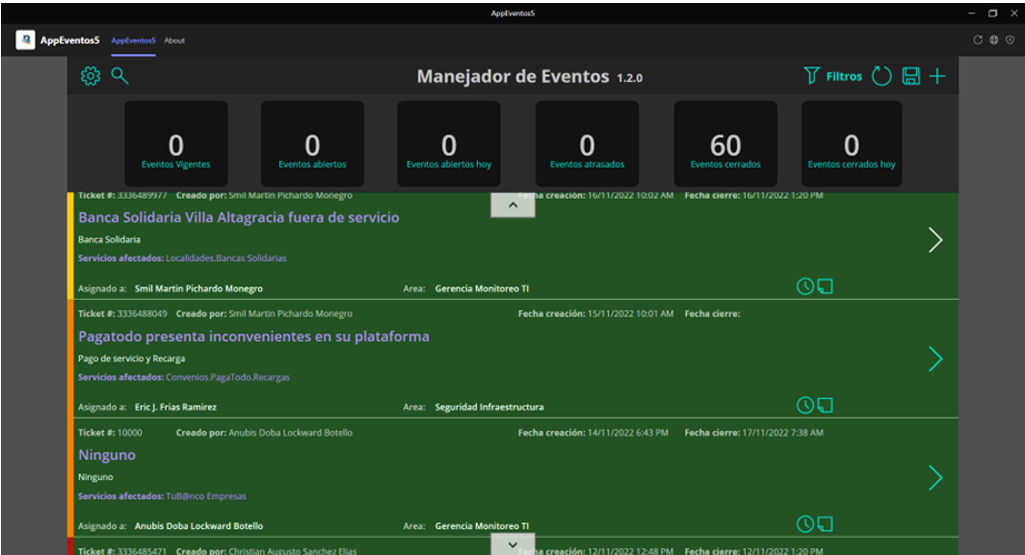 AppEventos5
AppEventos5 AppEventos5 About
Manejador de Eventos 1.2.0 Filtros
0 0 0 0 60 0
Eventos Vigentes Eventos abiertos Eventos abiertos hoy Eventos atrasados Eventos cerrados Eventos cerrados hoy
Ticket #: 3336489977 Creado por: Smil Martin Pichardo Monegro Fecha creación: 16/11/2022 10:02 AM Fecha cierre: 16/11/2022 1:20 PM
Banca Solidaria Villa Altagracia fuera de servicio
Banca Solidaria
Servicios afectados: Localidades.Bancas Solidarias
Asignado a: Smil Martin Pichardo Monegro Area: Gerencia Monitoreo TI
Ticket #: 3336488049 Creado por: Smil Martin Pichardo Monegro Fecha creación: 15/11/2022 10:01 AM Fecha cierre:
Pagatodo presenta inconvenientes en su plataforma
Pago de servicio y Recarga
Servicios afectados: Convenios.PagaTodo.Recargas
Asignado a: Eric J. Frias Ramirez Area: Seguridad Infraestructura
Ticket #: 10000 Creado por: Anubis Doba Lockward Botello Fecha creación: 14/11/2022 6:43 PM Fecha cierre: 17/11/2022 7:38 AM
Ninguno
Ninguno
Servicios afectados: TuB@nco Empresas
Asignado a: Anubis Doba Lockward Botello Area: Gerencia Monitoreo TI
Ticket #: 3336485471 Creado por: Christian Augusto Sanchez Elias Fecha creación: 12/11/2022 12:48 PM Fecha cierre: 12/11/2022 1:20 PM